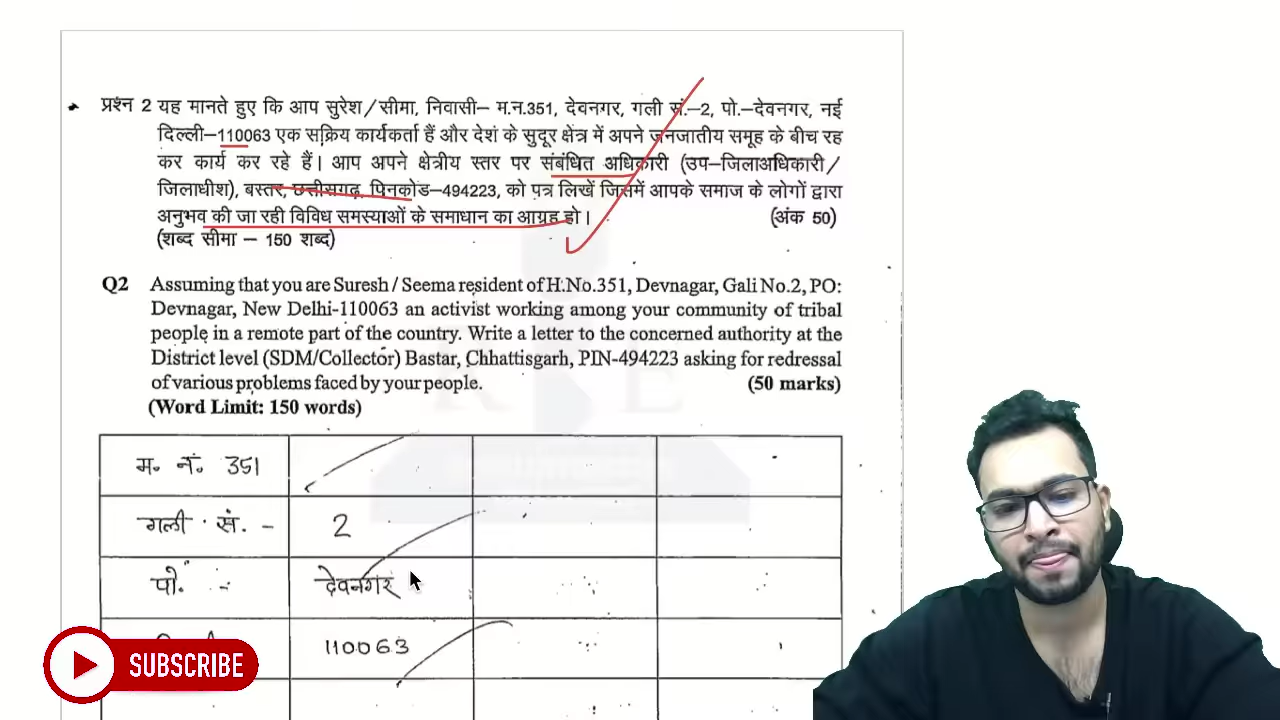 प्रश्न 2 यह मानते हुए कि आप सुरेश/सीमा, निवासी– म.न.351, देवनगर, गली सं.–2, पो.–देवनगर, नई
दिल्ली–110063 एक सक्रिय कार्यकर्ता हैं और देश के सुदूर क्षेत्र में अपने जनजातीय समूह के बीच रह
कर कार्य कर रहे हैं। आप अपने क्षेत्रीय स्तर पर संबंधित अधिकारी (उप–जिलाअधिकारी/
जिलाधीश), बस्तर, छत्तीसगढ़, पिनकोड–494223, को पत्र लिखें जिसमें आपके समाज के लोगों द्वारा
अनुभव की जा रही विविध समस्याओं के समाधान का आग्रह हो। (अंक 50)
(शब्द सीमा – 150 शब्द)
Q2 Assuming that you are Suresh / Seema resident of H.No.351, Devnagar, Gali No.2, PO:
Devnagar, New Delhi-110063 an activist working among your community of tribal
people in a remote part of the country. Write a letter to the concerned authority at the
District level (SDM/Collector) Bastar, Chhattisgarh, PIN-494223 asking for redressal
of various problems faced by your people. (50 marks)
(Word Limit: 150 words)
म. नं. 351
गली सं. – 2
पो. :- देवनगर
110063
SUBSCRIBE